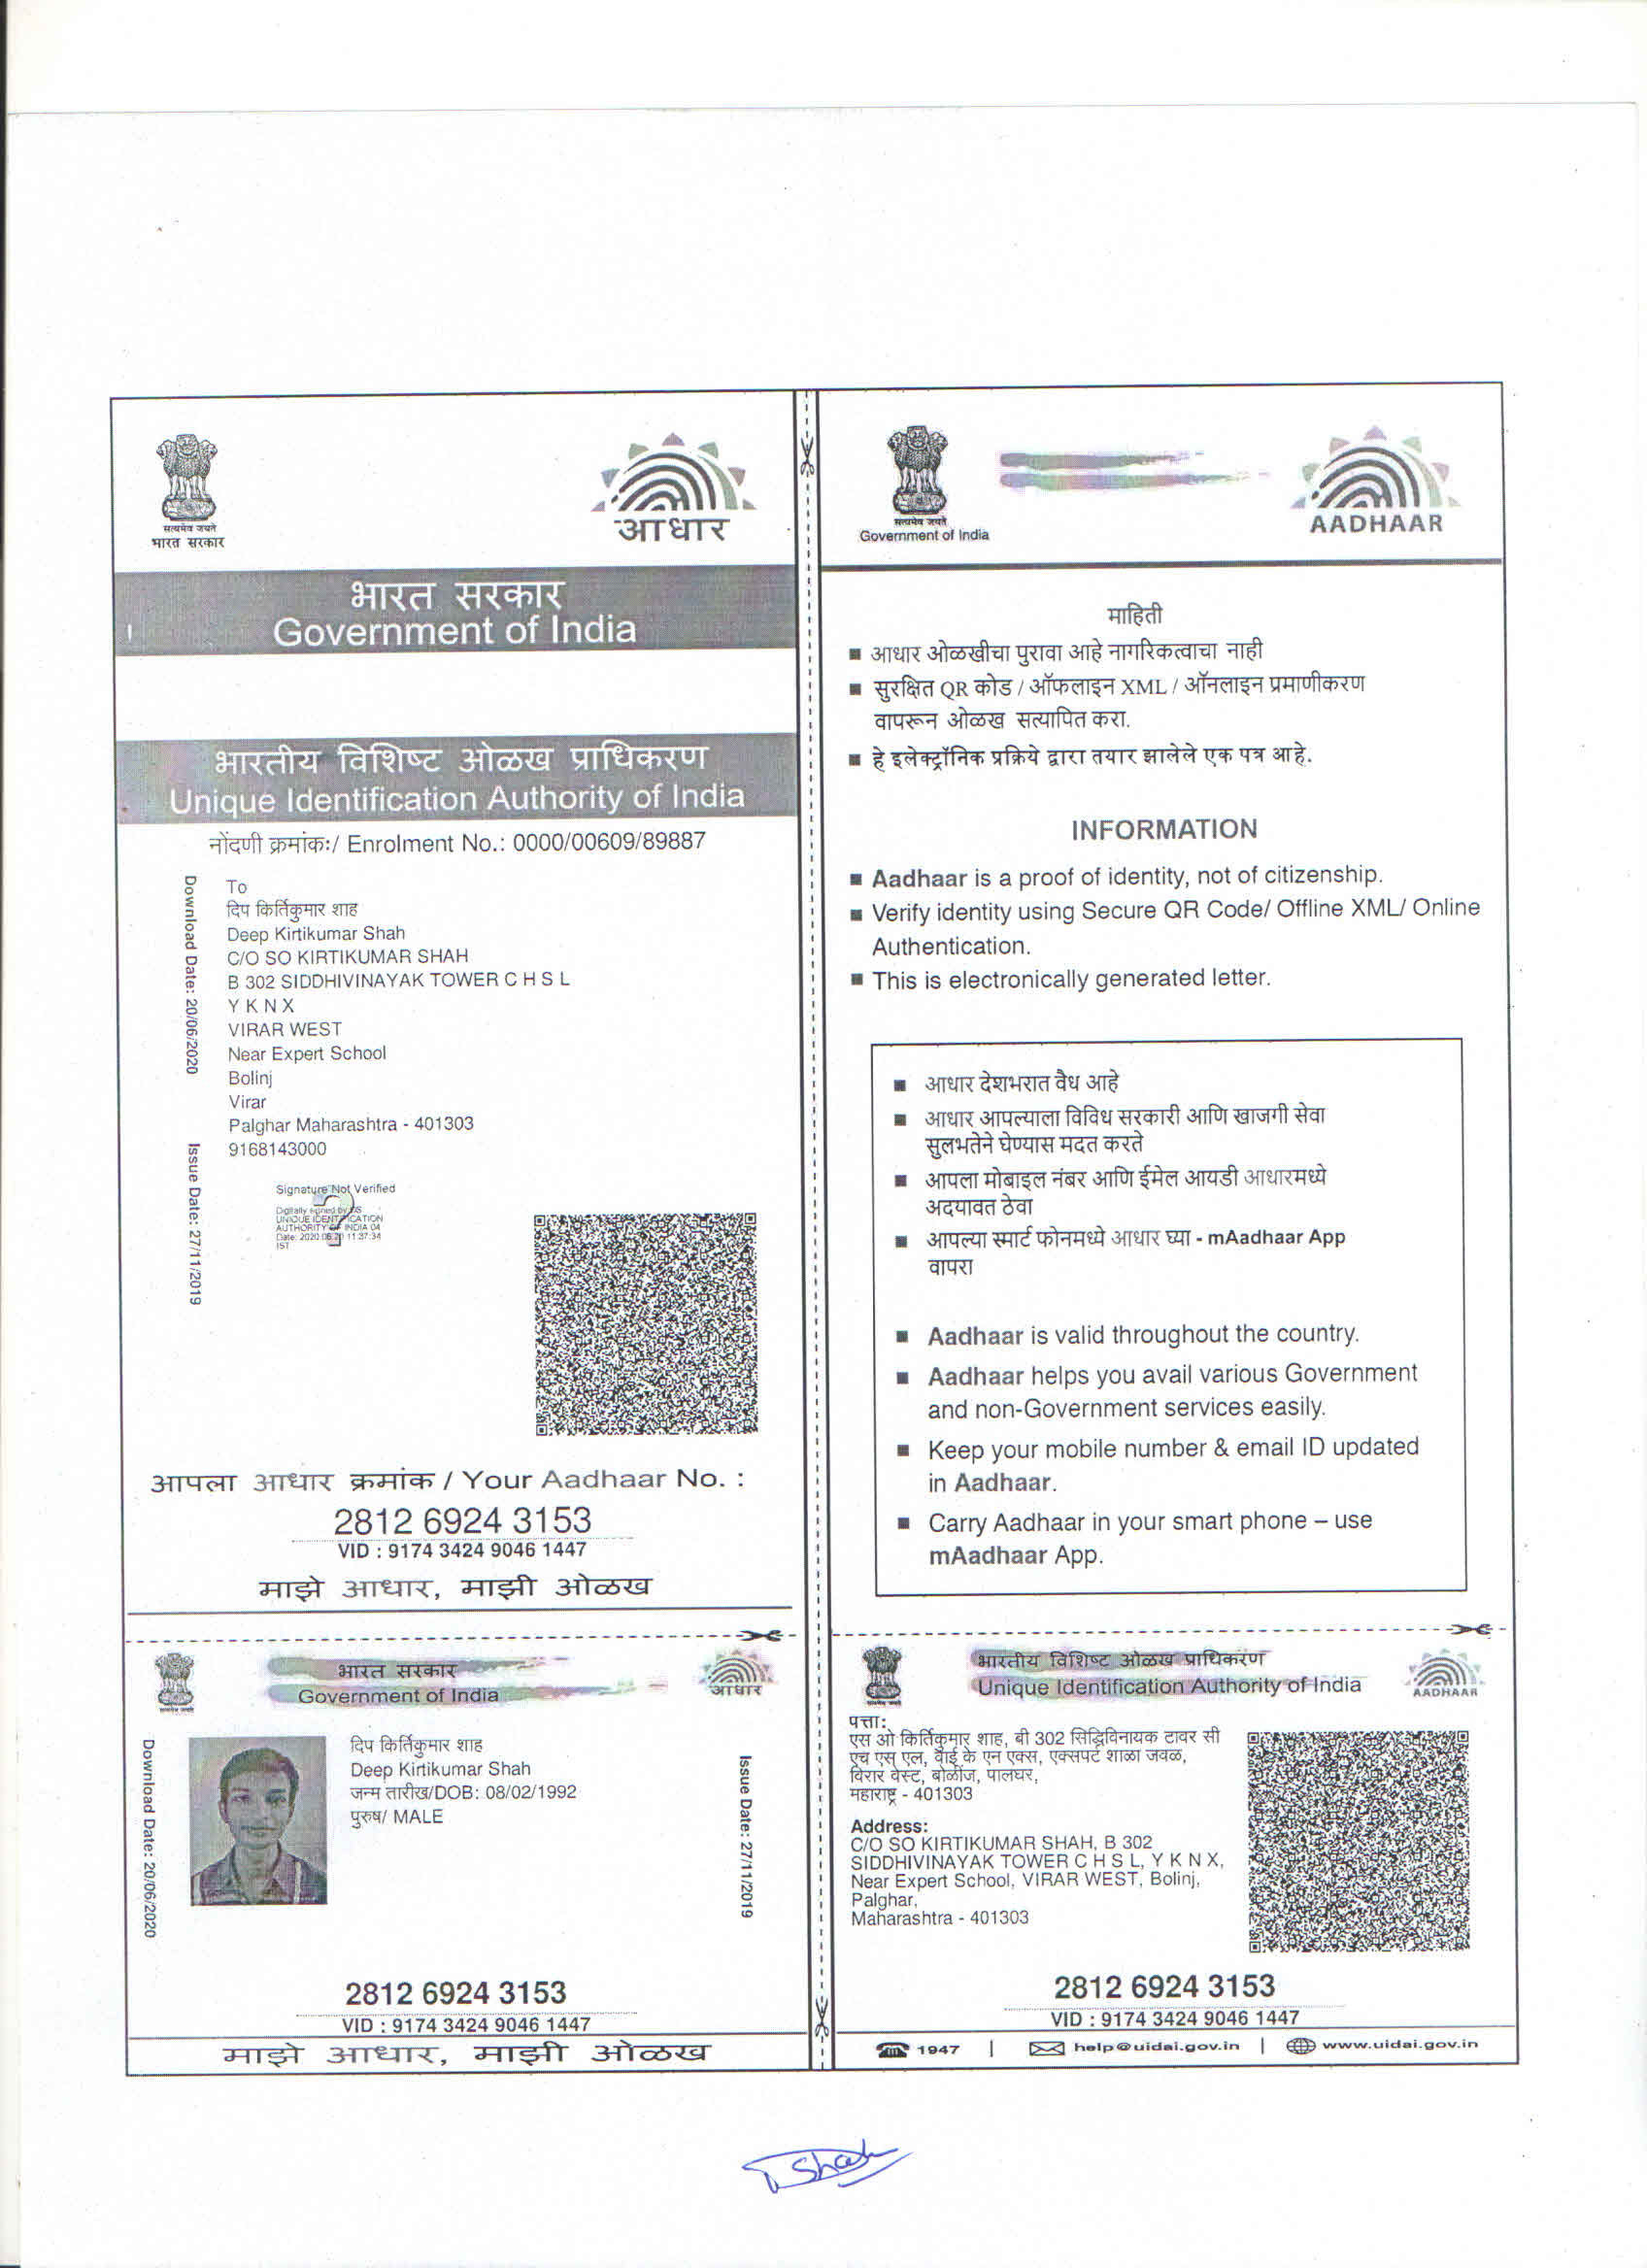 सत्यमेव जयते
भारत सरकार
आधार
भारत सरकार
Government of India
भारतीय विशिष्ट ओळख प्राधिकरण
Unique Identification Authority of India
नोंदणी क्रमांकः/ Enrolment No.: 0000/00609/89887
Download Date: 20/06/2020
Issue Date: 27/11/2019
To
दिप किर्तिकुमार शाह
Deep Kirtikumar Shah
C/O SO KIRTIKUMAR SHAH
B 302 SIDDHIVINAYAK TOWER C H S L
Y K N X
VIRAR WEST
Near Expert School
Bolinj
Virar
Palghar Maharashtra - 401303
9168143000
Signature Not Verified
Digitally signed by DS
UNIQUE IDENTIFICATION
AUTHORITY OF INDIA 04
Date: 2020.06.20 11:37:34
IST
आपला आधार क्रमांक / Your Aadhaar No. :
2812 6924 3153
VID : 9174 3424 9046 1447
माझे आधार, माझी ओळख
सत्यमेव जयते
Government of India
AADHAAR
माहिती
■ आधार ओळखीचा पुरावा आहे नागरिकत्वाचा नाही
■ सुरक्षित QR कोड / ऑफलाइन XML / ऑनलाइन प्रमाणीकरण
वापरून ओळख सत्यापित करा.
■ हे इलेक्ट्रॉनिक प्रक्रिये द्वारा तयार झालेले एक पत्र आहे.
INFORMATION
■ Aadhaar is a proof of identity, not of citizenship.
■ Verify identity using Secure QR Code/ Offline XML/ Online
Authentication.
■ This is electronically generated letter.
■ आधार देशभरात वैध आहे
■ आधार आपल्याला विविध सरकारी आणि खाजगी सेवा
सुलभतेने घेण्यास मदत करते
■ आपला मोबाइल नंबर आणि ईमेल आयडी आधारमध्ये
अदयावत ठेवा
■ आपल्या स्मार्ट फोनमध्ये आधार घ्या - mAadhaar App
वापरा
■ Aadhaar is valid throughout the country.
■ Aadhaar helps you avail various Government
and non-Government services easily.
■ Keep your mobile number & email ID updated
in Aadhaar.
■ Carry Aadhaar in your smart phone – use
mAadhaar App.
भारत सरकार
Government of India
आधार
Download Date: 20/06/2020
दिप किर्तिकुमार शाह
Deep Kirtikumar Shah
जन्म तारीख/DOB: 08/02/1992
पुरुष/ MALE
Issue Date: 27/11/2019
2812 6924 3153
VID : 9174 3424 9046 1447
माझे आधार, माझी ओळख
भारतीय विशिष्ट ओळख प्राधिकरण
Unique Identification Authority of India
AADHAAR
पत्ता:
एस ओ किर्तिकुमार शाह, बी 302 सिद्धिविनायक टावर सी
एच एस एल, वाई के एन एक्स, एक्सपर्ट शाळा जवळ,
विरार वेस्ट, बोळींज, पालघर,
महाराष्ट्र - 401303
Address:
C/O SO KIRTIKUMAR SHAH, B 302
SIDDHIVINAYAK TOWER C H S L, Y K N X,
Near Expert School, VIRAR WEST, Bolinj,
Palghar,
Maharashtra - 401303
2812 6924 3153
VID : 9174 3424 9046 1447
1947 | help@uidai.gov.in | www.uidai.gov.in
Shah